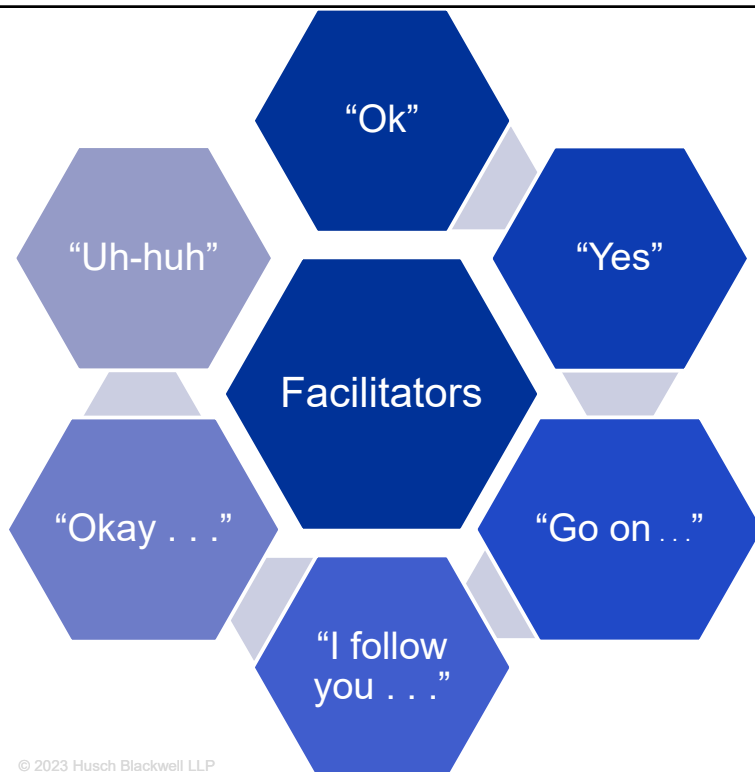 “Ok”
“Uh-huh”
“Yes”
Facilitators
“Okay . . .”
“Go on . . .”
“I follow
you . . .”
© 2023 Husch Blackwell LLP